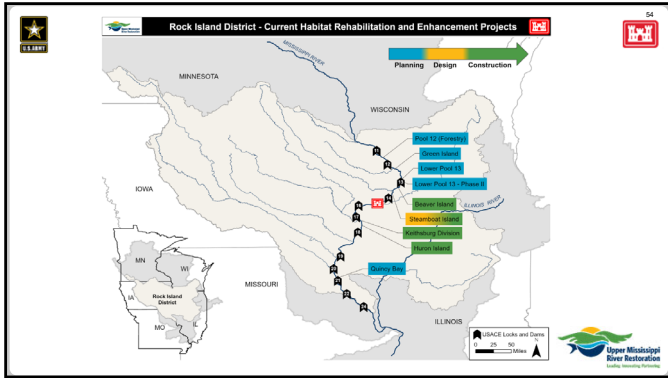 54
U.S.ARMY
Rock Island District - Current Habitat Rehabilitation and Enhancement Projects
Planning Design Construction
MISSISSIPPI RIVER
MINNESOTA
WISCONSIN
Pool 12 (Forestry)
Green Island
Lower Pool 13
Lower Pool 13 - Phase II
IOWA
Beaver Island
ILLINOIS RIVER
Steamboat Island
Keithsburg Division
Huron Island
Quincy Bay
MISSOURI
ILLINOIS
MN
WI
IA
Rock Island
District
MO
IL
USACE Locks and Dams
0 25 50
Miles
N
Upper Mississippi
River Restoration
Leading Innovating Partnering